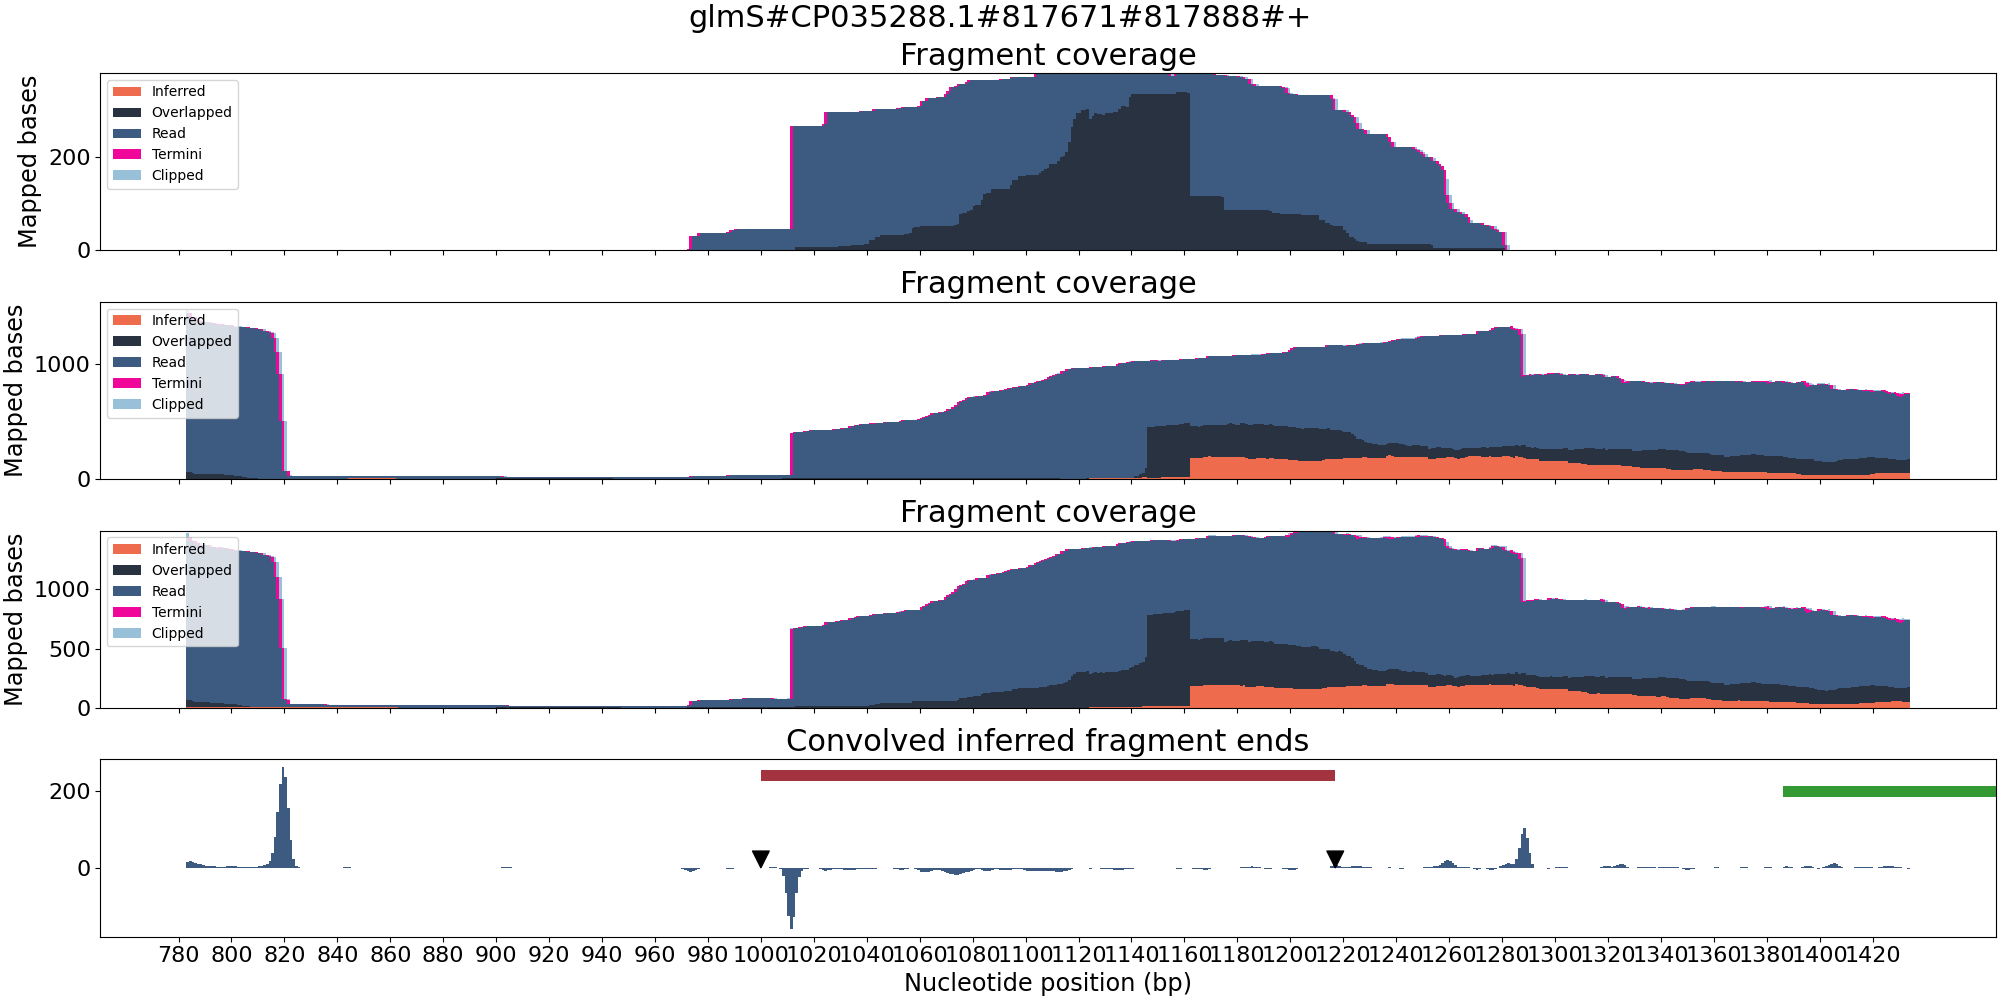 glmS#CP035288.1#817671#817888#+
Fragment coverage
Mapped bases
200
0
Inferred
Overlapped
Read
Termini
Clipped
Fragment coverage
Mapped bases
1000
0
Inferred
Overlapped
Read
Termini
Clipped
Fragment coverage
Mapped bases
1000
500
0
Inferred
Overlapped
Read
Termini
Clipped
Convolved inferred fragment ends
200
0
780 800 820 840 860 880 900 920 940 960 980 1000 1020 1040 1060 1080 1100 1120 1140 1160 1180 1200 1220 1240 1260 1280 1300 1320 1340 1360 1380 1400 1420
Nucleotide position (bp)